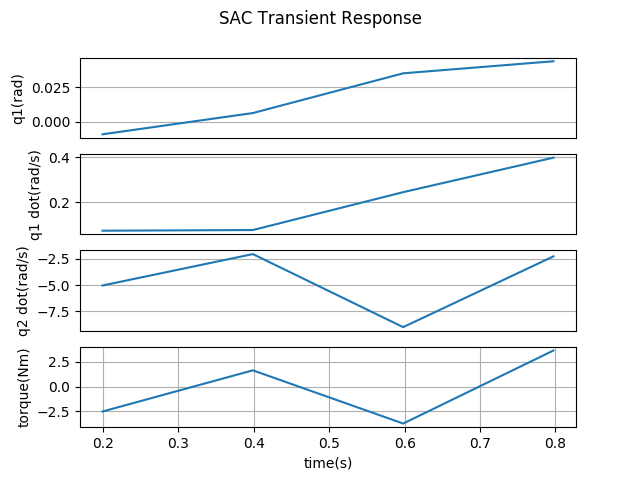 SAC Transient Response
q1(rad)
0.025
0.000
q1 dot(rad/s)
0.4
0.2
q2 dot(rad/s)
−2.5
−5.0
−7.5
torque(Nm)
2.5
0.0
−2.5
0.2 0.3 0.4 0.5 0.6 0.7 0.8
time(s)